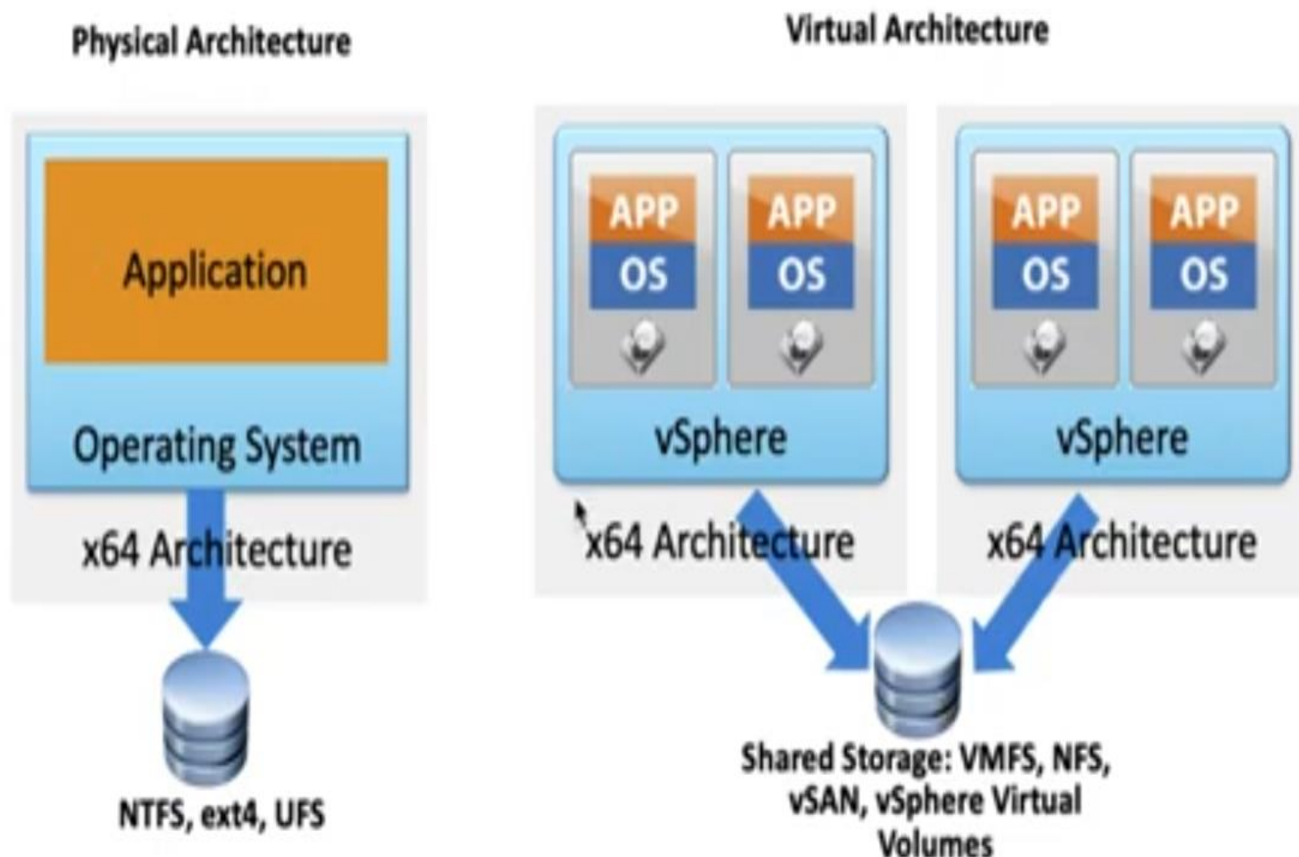 Physical Architecture
Application
Operating System
x64 Architecture
NTFS, ext4, UFS
Virtual Architecture
APP
OS
APP
OS
vSphere
x64 Architecture
APP
OS
APP
OS
vSphere
x64 Architecture
Shared Storage: VMFS, NFS,
vSAN, vSphere Virtual
Volumes